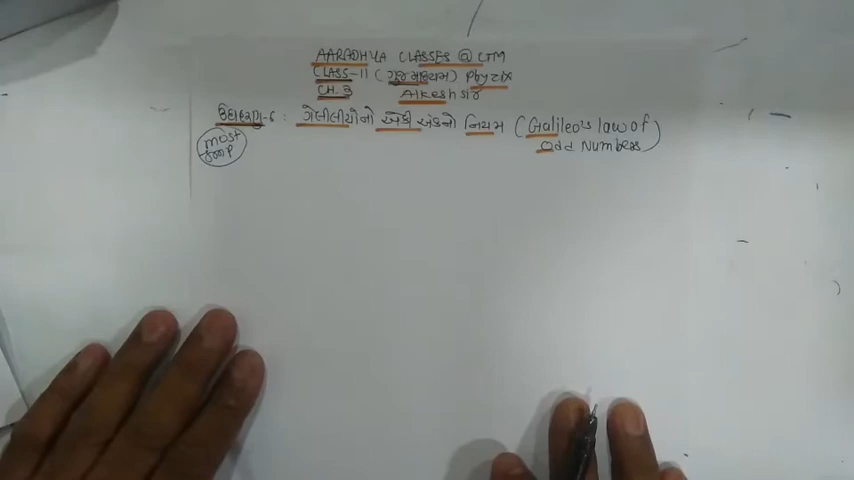 AARADHYA CLASSES @ CTM
CLASS-11 (ગુજ માધ્યમ) Phyzix
CH.3 Alkesh sir
ઉદાહરણ-6 : ગેલીલીયોનો એકી અંકનો નિયમ (Galileo's law of
Odd Numbers)
most
Imp